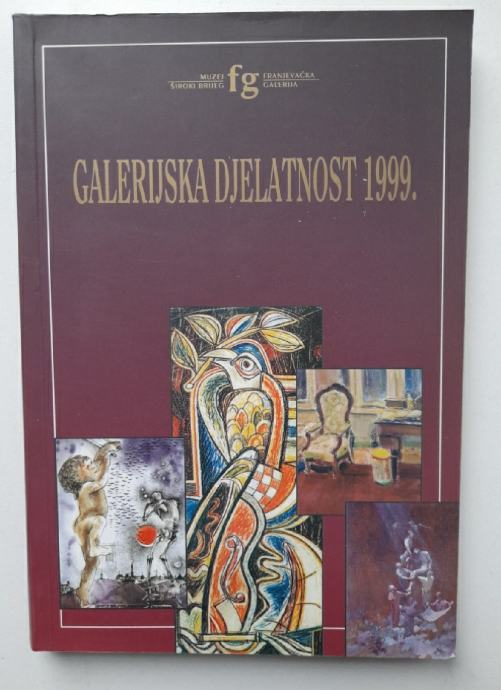 MUZEJ fg FRANJEVAČKA
ŠIROKI BRIJEG GALERIJA
GALERIJSKA DJELATNOST 1999.